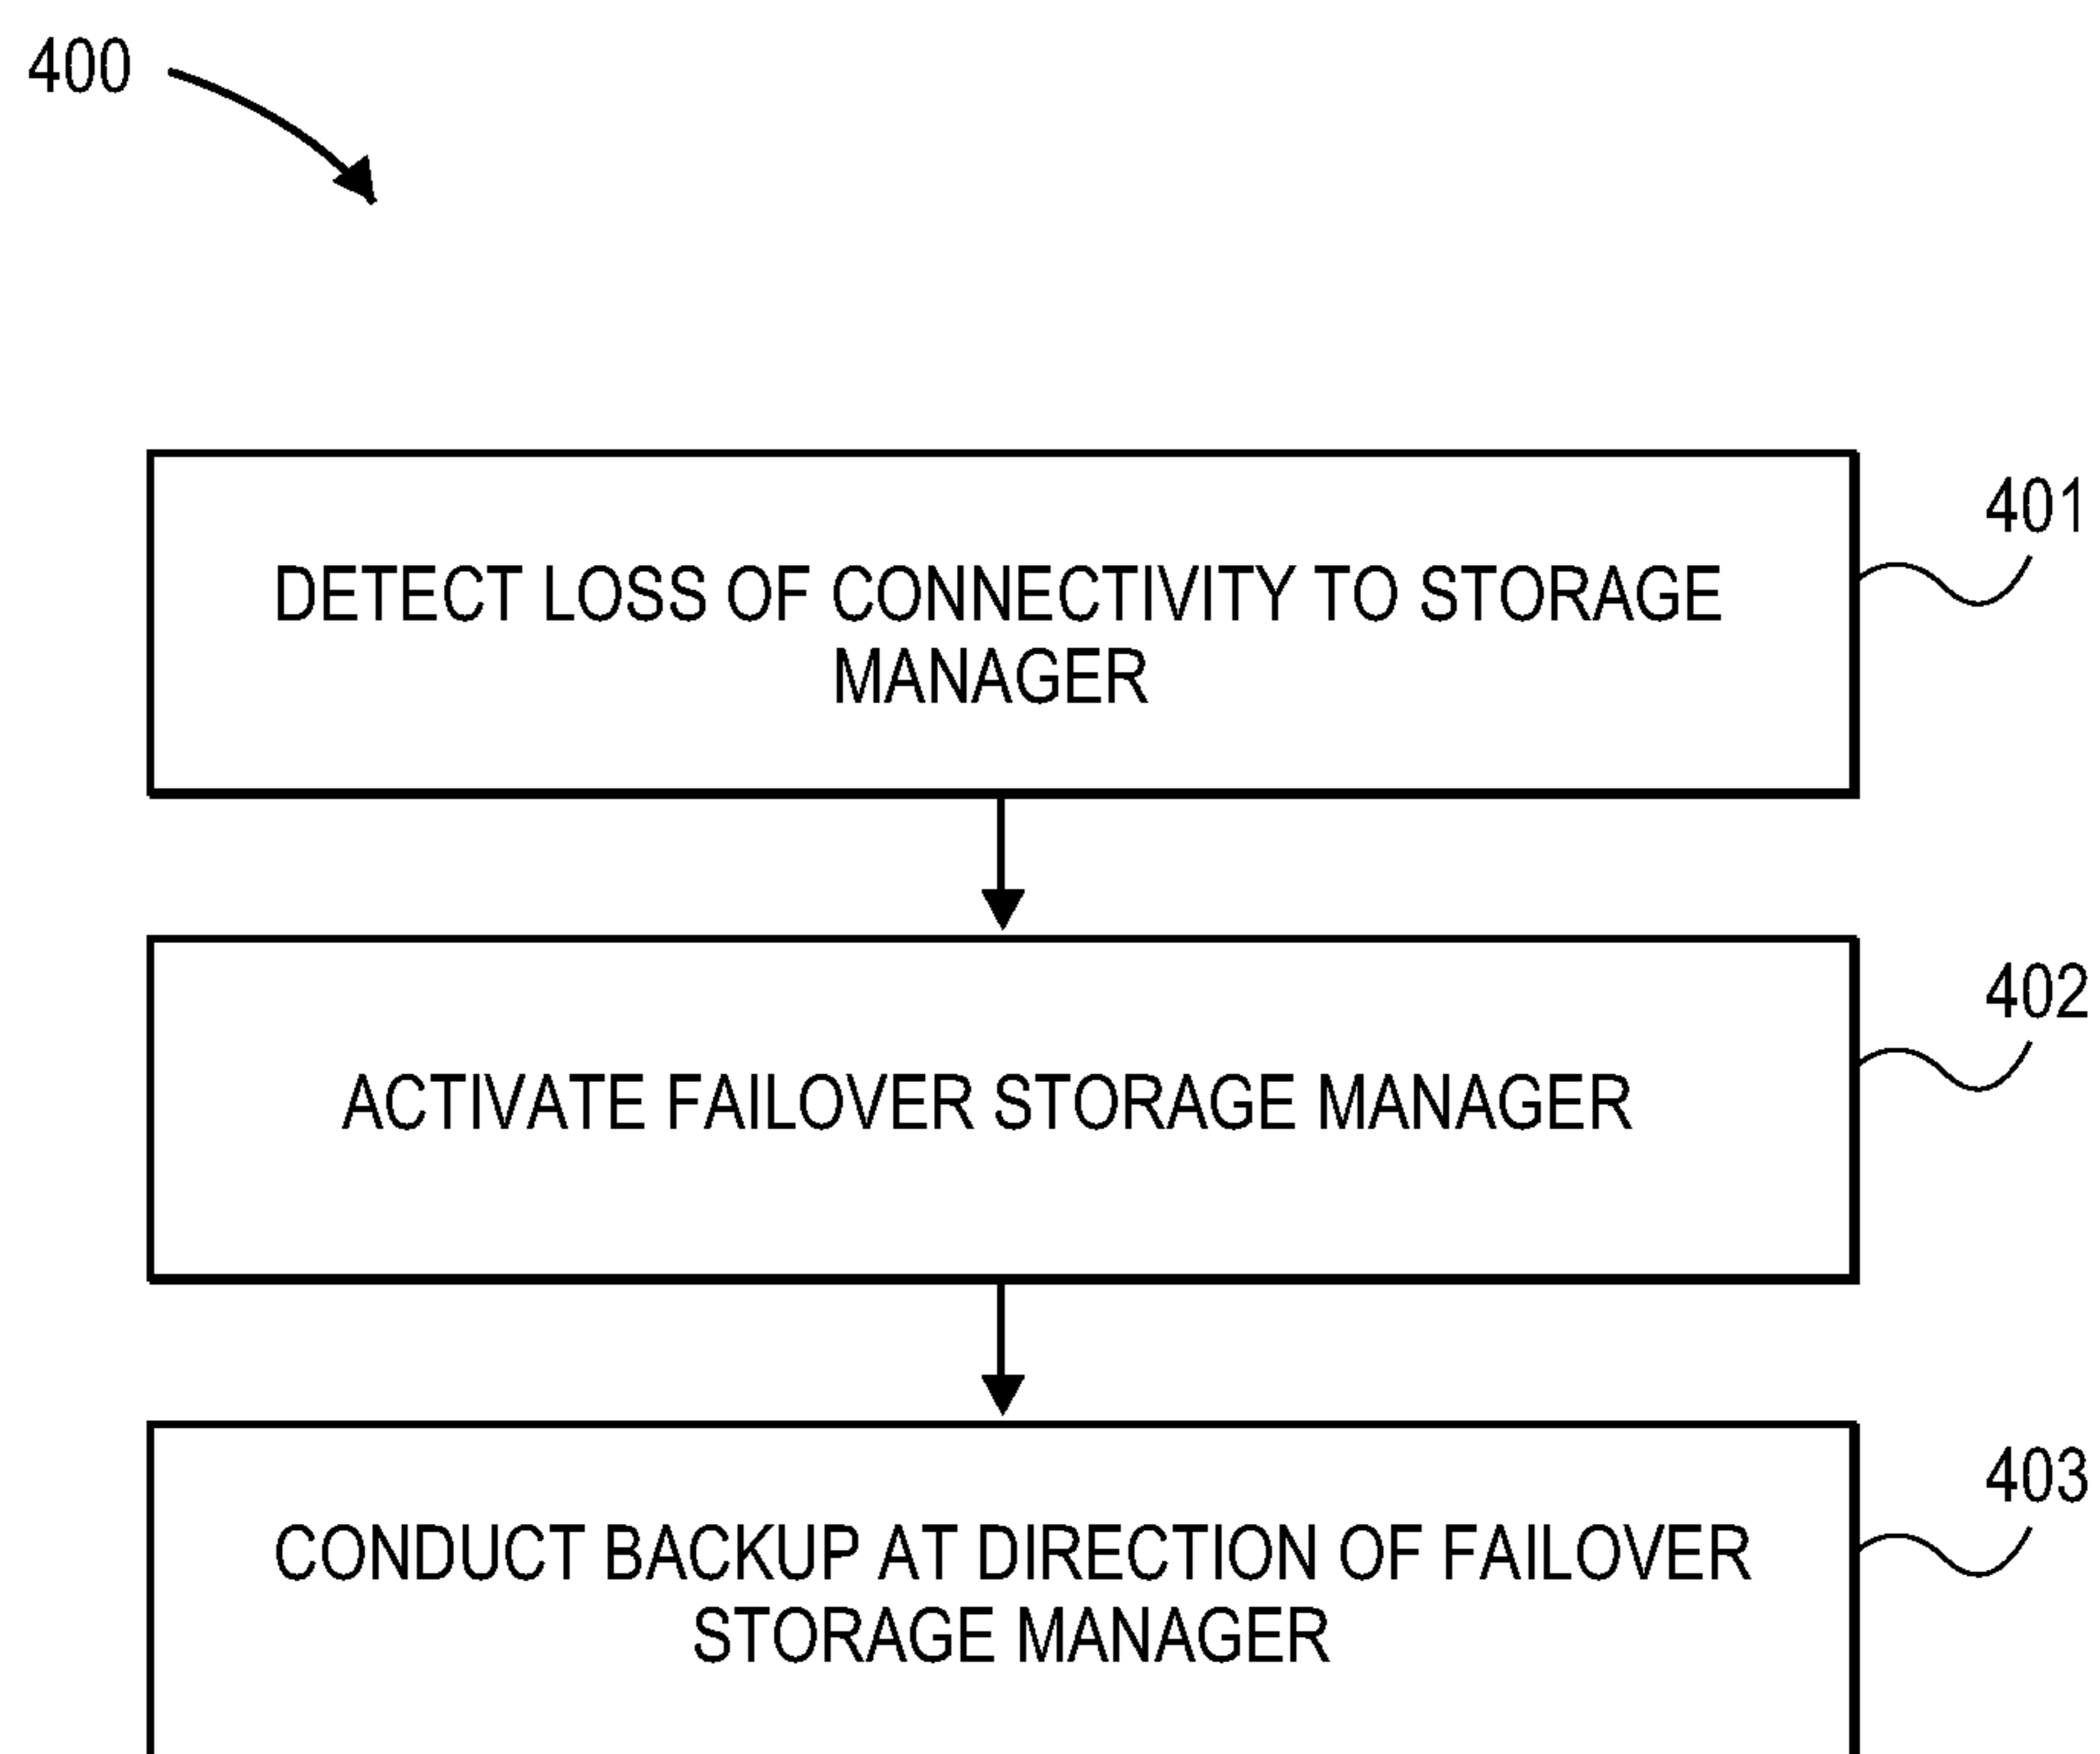 400
401
DETECT LOSS OF CONNECTIVITY TO STORAGE
MANAGER
402
ACTIVATE FAILOVER STORAGE MANAGER
403
CONDUCT BACKUP AT DIRECTION OF FAILOVER
STORAGE MANAGER